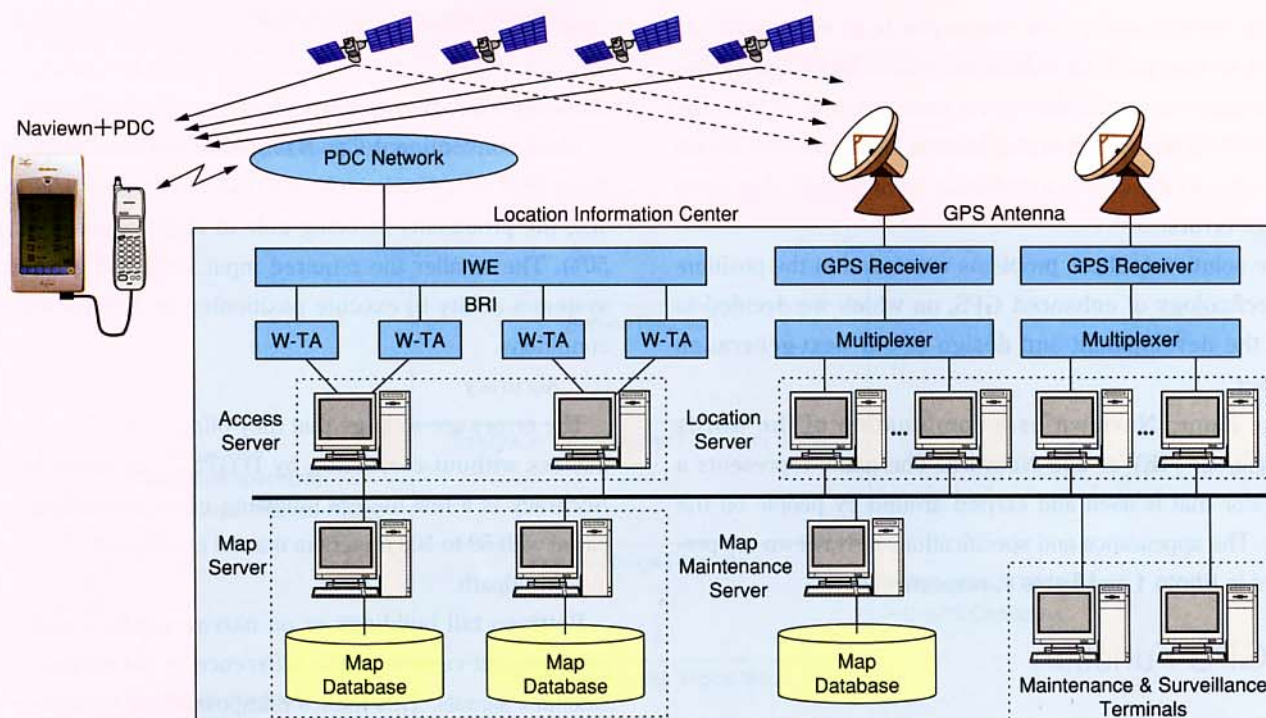 Naviewn+PDC
PDC Network
Location Information Center
GPS Antenna
IWE
GPS Receiver
GPS Receiver
BRI
W-TA
W-TA
W-TA
W-TA
Multiplexer
Multiplexer
Access
Server
Location
Server
...
...
Map
Server
Map
Maintenance
Server
Map
Database
Map
Database
Map
Database
Maintenance & Surveillance
Terminals